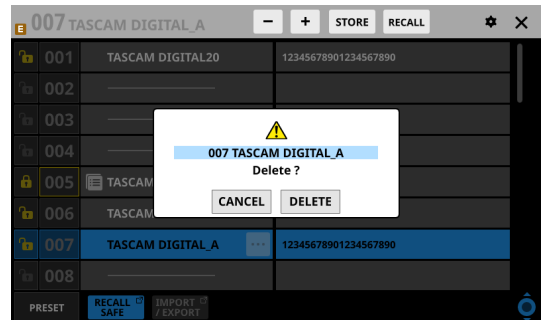 E 007 TASCAM DIGITAL_A − + STORE RECALL
001 TASCAM DIGITAL20 12345678901234567890
002
003
004
005 TASCAM
006 TASCAM
007 TASCAM DIGITAL_A ... 12345678901234567890
008
007 TASCAM DIGITAL_A
Delete ?
CANCEL DELETE
PRESET
RECALL
SAFE
IMPORT
/ EXPORT